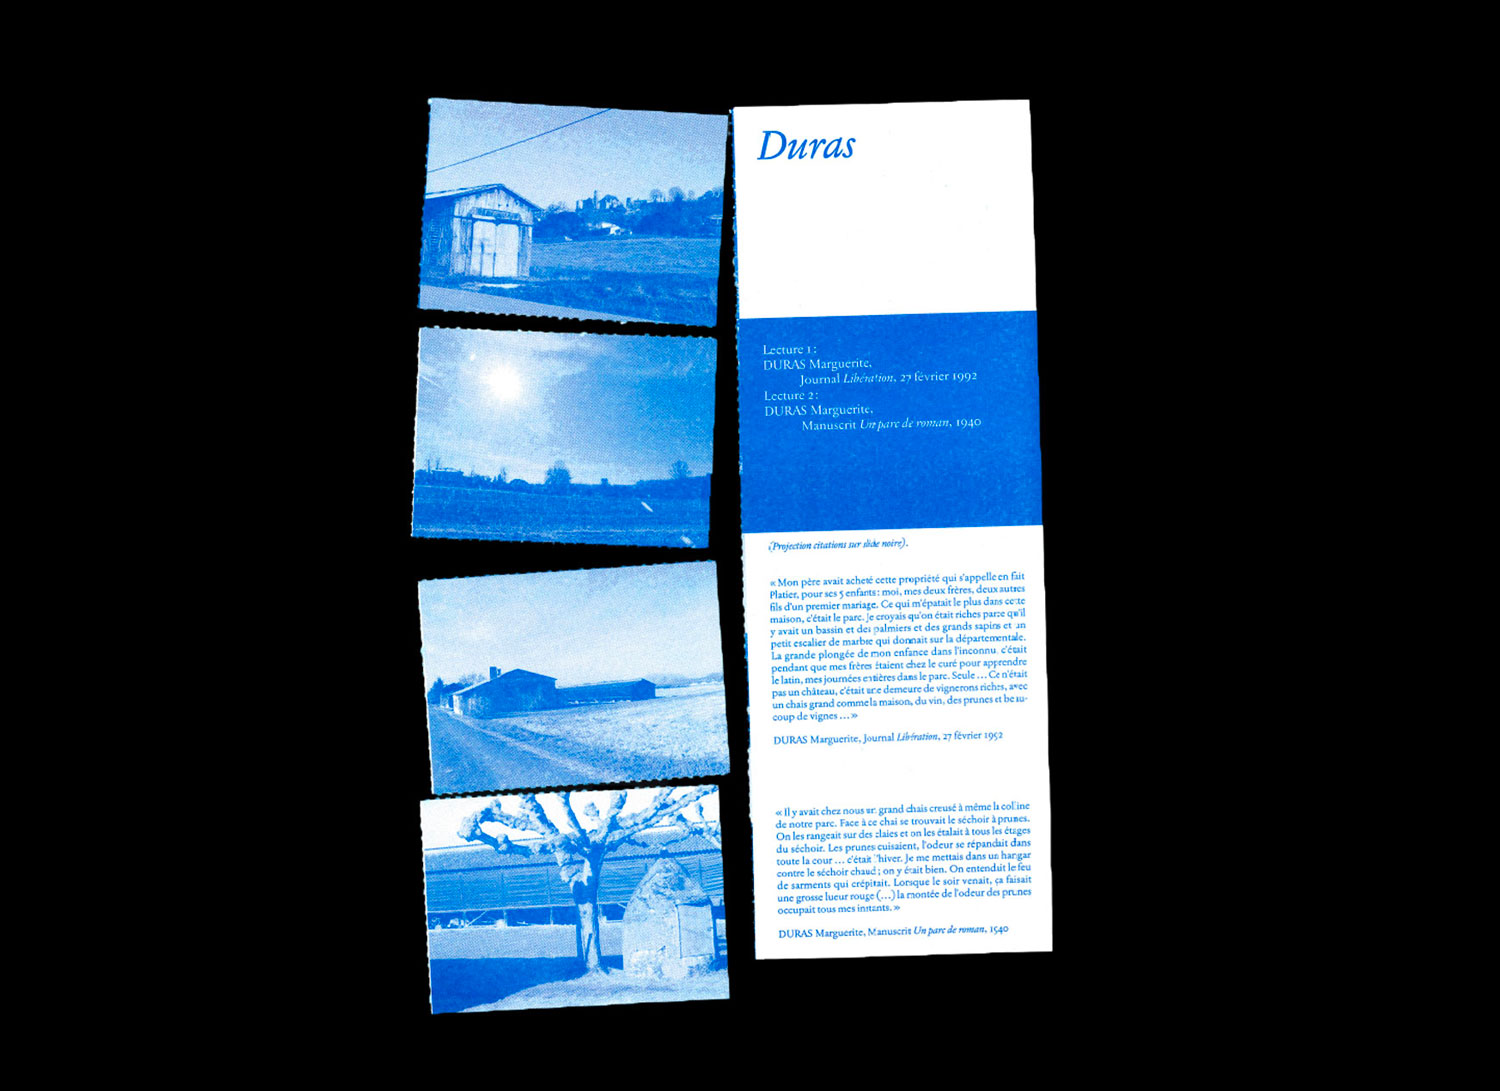 Duras
Lecture 1 :
DURAS Marguerite,
Journal Libération, 27 février 1992
Lecture 2 :
DURAS Marguerite,
Manuscrit Un parc de roman, 1940
(Projection citations sur slide noire).
« Mon père avait acheté cette propriété qui s'appelle en fait
Platier, pour ses 5 enfants : moi, mes deux frères, deux autres
fils d'un premier mariage. Ce qui m'épatait le plus dans cette
maison, c'était le parc. Je croyais qu'on était riches parce qu'il
y avait un bassin et des palmiers et des grands sapins et un
petit escalier de marbre qui donnait sur la départementale.
La grande plongée de mon enfance dans l'inconnu c'était
pendant que mes frères étaient chez le curé pour apprendre
le latin, mes journées entières dans le parc. Seule ... Ce n'était
pas un château, c'était une demeure de vignerons riches, avec
un chais grand comme la maison, du vin, des prunes et beau-
coup de vignes ... »
DURAS Marguerite, Journal Libération, 27 février 1952
« Il y avait chez nous un grand chais creusé à même la colline
de notre parc. Face à ce chai se trouvait le séchoir à prunes.
On les rangeait sur des claies et on les étalait à tous les étages
du séchoir. Les prunes cuisaient, l'odeur se répandait dans
toute la cour ... c'était l'hiver. Je me mettais dans un hangar
contre le séchoir chaud ; on y était bien. On entendait le feu
de sarments qui crépitait. Lorsque le soir venait, ça faisait
une grosse lueur rouge (...) la montée de l'odeur des prunes
occupait tous mes instants. »
DURAS Marguerite, Manuscrit Un parc de roman, 1540